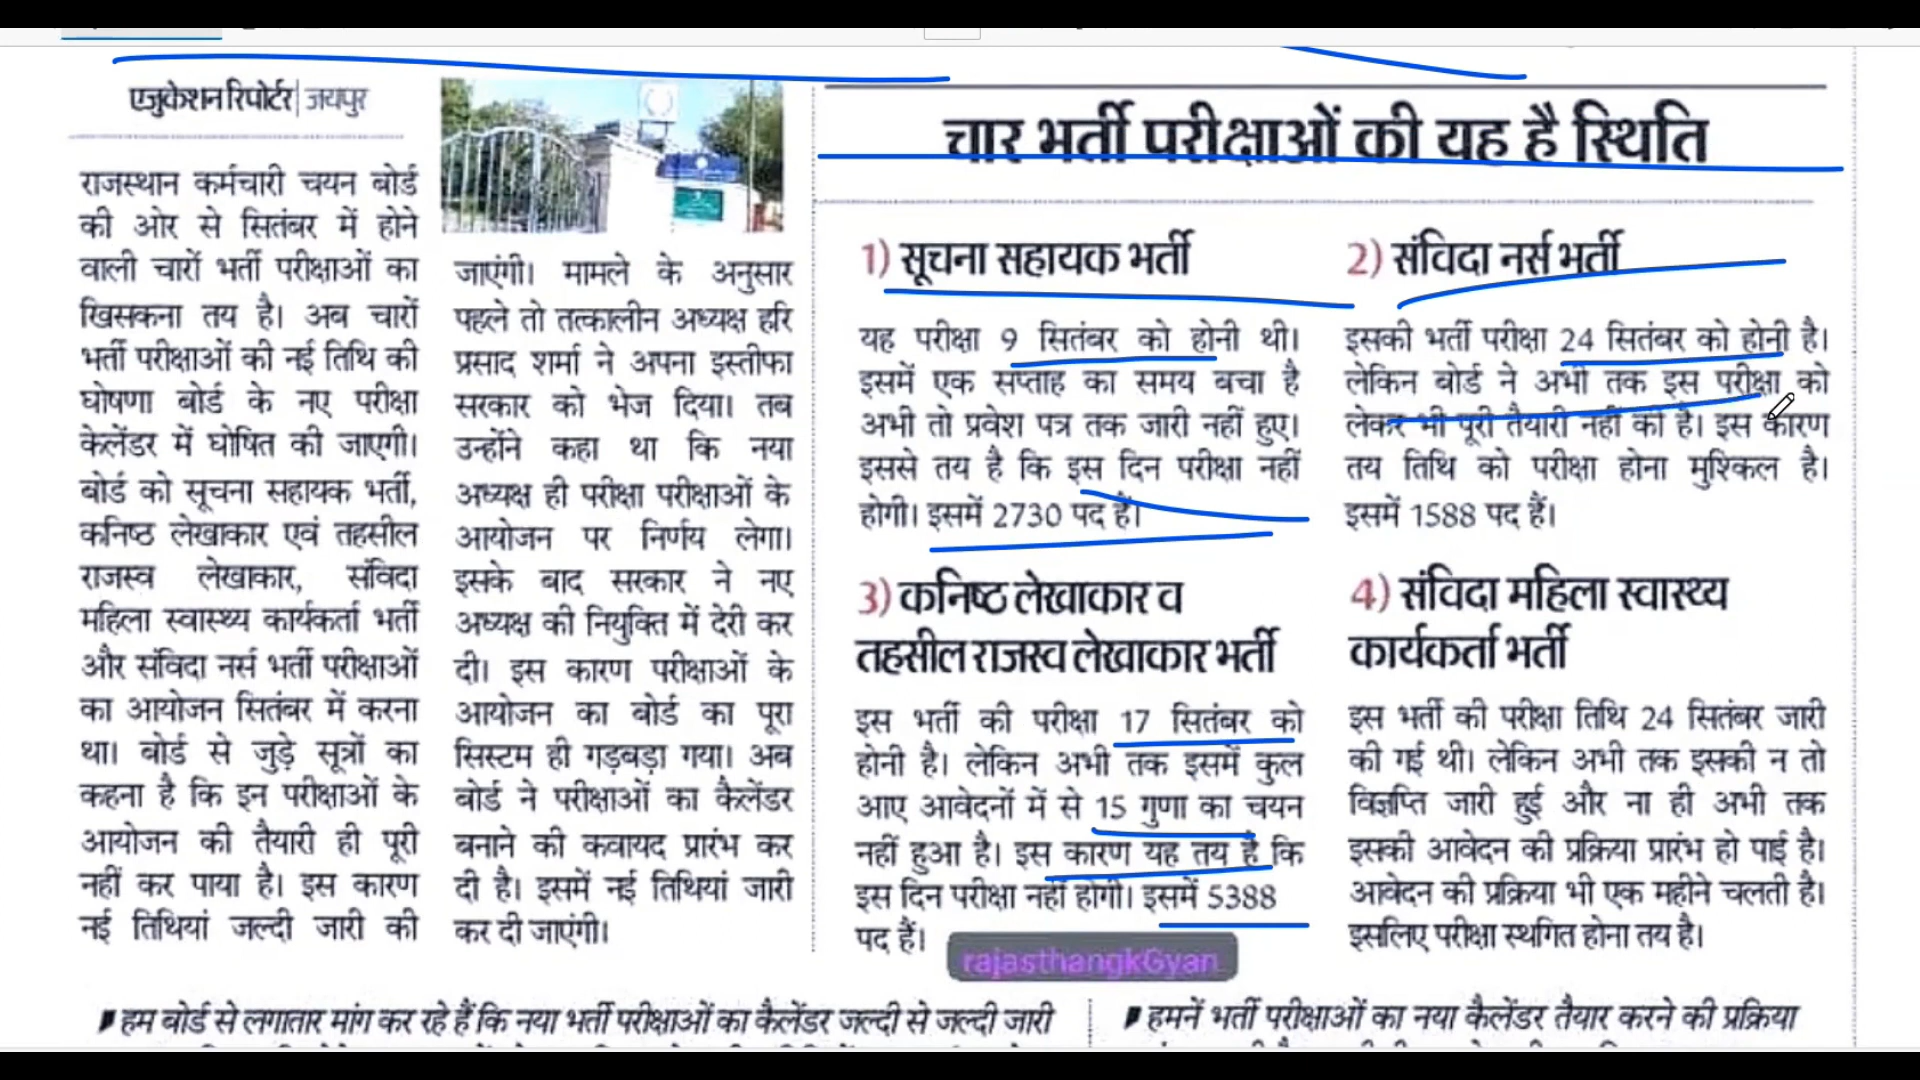 एजुकेशन रिपोर्टर | जयपुर
राजस्थान कर्मचारी चयन बोर्ड
की ओर से सितंबर में होने
वाली चारों भर्ती परीक्षाओं का
खिसकना तय है। अब चारों
भर्ती परीक्षाओं की नई तिथि की
घोषणा बोर्ड के नए परीक्षा
केलेंडर में घोषित की जाएगी।
बोर्ड को सूचना सहायक भर्ती,
कनिष्ठ लेखाकार एवं तहसील
राजस्व लेखाकार, संविदा
महिला स्वास्थ्य कार्यकर्ता भर्ती
और संविदा नर्स भर्ती परीक्षाओं
का आयोजन सितंबर में करना
था। बोर्ड से जुड़े सूत्रों का
कहना है कि इन परीक्षाओं के
आयोजन की तैयारी ही पूरी
नहीं कर पाया है। इस कारण
नई तिथियां जल्दी जारी की
जाएंगी। मामले के अनुसार
पहले तो तत्कालीन अध्यक्ष हरि
प्रसाद शर्मा ने अपना इस्तीफा
सरकार को भेज दिया। तब
उन्होंने कहा था कि नया
अध्यक्ष ही परीक्षा परीक्षाओं के
आयोजन पर निर्णय लेगा।
इसके बाद सरकार ने नए
अध्यक्ष की नियुक्ति में देरी कर
दी। इस कारण परीक्षाओं के
आयोजन का बोर्ड का पूरा
सिस्टम ही गड़बड़ा गया। अब
बोर्ड ने परीक्षाओं का कैलेंडर
बनाने की कवायद प्रारंभ कर
दी है। इसमें नई तिथियां जारी
कर दी जाएंगी।
चार भर्ती परीक्षाओं की यह है स्थिति
1) सूचना सहायक भर्ती
यह परीक्षा 9 सितंबर को होनी थी।
इसमें एक सप्ताह का समय बचा है
अभी तो प्रवेश पत्र तक जारी नहीं हुए।
इससे तय है कि इस दिन परीक्षा नहीं
होगी। इसमें 2730 पद हैं।
2) संविदा नर्स भर्ती
इसकी भर्ती परीक्षा 24 सितंबर को होनी है।
लेकिन बोर्ड ने अभी तक इस परीक्षा को
लेकर भी पूरी तैयारी नहीं की है। इस कारण
तय तिथि को परीक्षा होना मुश्किल है।
इसमें 1588 पद हैं।
3) कनिष्ठ लेखाकार व
तहसील राजस्व लेखाकार भर्ती
इस भर्ती की परीक्षा 17 सितंबर को
होनी है। लेकिन अभी तक इसमें कुल
आए आवेदनों में से 15 गुणा का चयन
नहीं हुआ है। इस कारण यह तय है कि
इस दिन परीक्षा नहीं होगी। इसमें 5388
पद हैं।
4) संविदा महिला स्वास्थ्य
कार्यकर्ता भर्ती
इस भर्ती की परीक्षा तिथि 24 सितंबर जारी
की गई थी। लेकिन अभी तक इसकी न तो
विज्ञप्ति जारी हुई और ना ही अभी तक
इसकी आवेदन की प्रक्रिया प्रारंभ हो पाई है।
आवेदन की प्रक्रिया भी एक महीने चलती है।
इसलिए परीक्षा स्थगित होना तय है।
rajasthangkGyan
हम बोर्ड से लगातार मांग कर रहे हैं कि नया भर्ती परीक्षाओं का कैलेंडर जल्दी से जल्दी जारी
हमनें भर्ती परीक्षाओं का नया कैलेंडर तैयार करने की प्रक्रिया